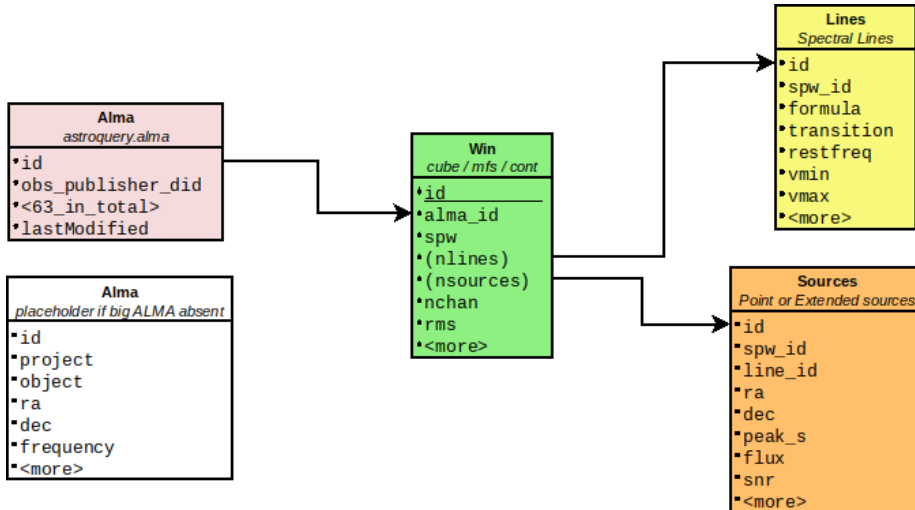 Alma
astroquery.alma
id
obs_publisher_did
<63_in_total>
lastModified
Alma
placeholder if big ALMA absent
id
project
object
ra
dec
frequency
<more>
Win
cube / mfs / cont
id
alma_id
spw
(nlines)
(nsources)
nchan
rms
<more>
Lines
Spectral Lines
id
spw_id
formula
transition
restfreq
vmin
vmax
<more>
Sources
Point or Extended sources
id
spw_id
line_id
ra
dec
peak_s
flux
snr
<more>